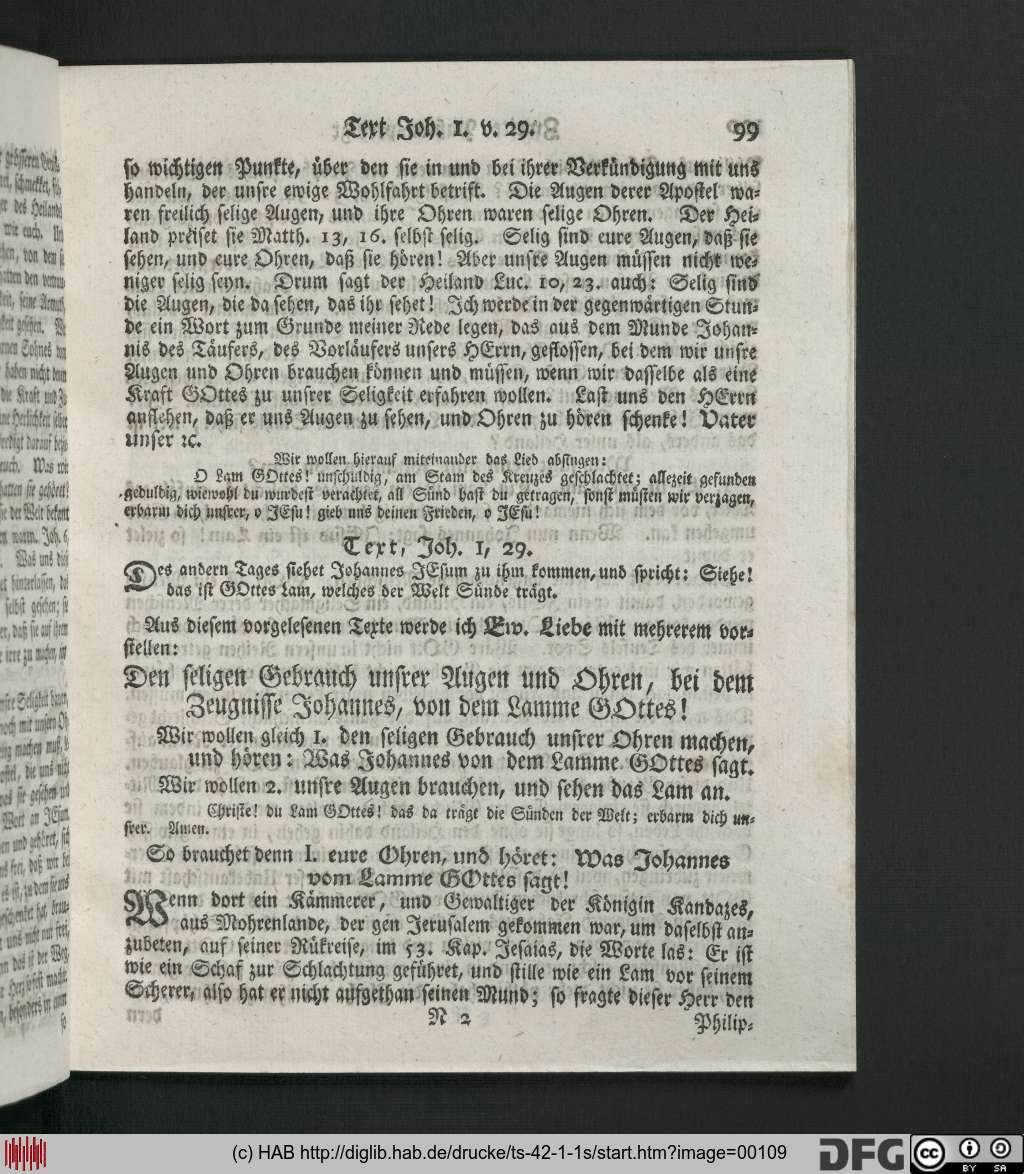 Text Joh. 1. v. 29. 99
so wichtigen Punkte, über den sie in und bei ihrer Verkündigung mit uns
handeln, der unsre ewige Wohlfahrt betrift. Die Augen derer Apostel wa-
ren freilich selige Augen, und ihre Ohren waren selige Ohren. Der Hei-
land preiset sie Matth. 13, 16. selbst selig. Selig sind eure Augen, daß sie
sehen, und eure Ohren, daß sie hören! Aber unsre Augen müssen nicht we-
niger selig seyn. Drum sagt der Heiland Luc. 10, 23. auch: Selig sind
die Augen, die da sehen, das ihr sehet! Ich werde in der gegenwärtigen Stun-
de ein Wort zum Grunde meiner Rede legen, das aus dem Munde Johan-
nis des Täufers, des Vorläufers unsers HErrn, geflossen, bei dem wir unsre
Augen und Ohren brauchen können und müssen, wenn wir dasselbe als eine
Kraft GOttes zu unsrer Seligkeit erfahren wollen. Last uns den HErrn
anflehen, daß er uns Augen zu sehen, und Ohren zu hören schenke! Vater
unser ꝛc.
Wir wollen hierauf miteinander das Lied absingen:
O Lam GOttes! unschuldig, am Stam des Kreuzes geschlachtet; allezeit gefunden
geduldig, wiewohl du wurdest verachtet, all Sünd hast du getragen, sonst müsten wir verzagen,
erbarm dich unsrer, o JEsu! gieb uns deinen Frieden, o JEsu!
Text, Joh. 1, 29.
Des andern Tages siehet Johannes JEsum zu ihm kommen, und spricht: Siehe!
das ist GOttes Lam, welches der Welt Sünde trägt.
Aus diesem vorgelesenen Texte werde ich Ew. Liebe mit mehrerem vor-
stellen:
Den seligen Gebrauch unsrer Augen und Ohren, bei dem
Zeugnisse Johannes, von dem Lamme GOttes!
Wir wollen gleich 1. den seligen Gebrauch unsrer Ohren machen,
und hören: Was Johannes von dem Lamme GOttes sagt.
Wir wollen 2. unsre Augen brauchen, und sehen das Lam an.
Christe! du Lam GOttes! das da trägt die Sünden der Welt; erbarm dich un-
srer. Amen.
So brauchet denn I. eure Ohren, und höret: Was Johannes
vom Lamme GOttes sagt!
Wenn dort ein Kämmerer, und Gewaltiger der Königin Kandazes,
aus Mohrenlande, der gen Jerusalem gekommen war, um daselbst an-
zubeten, auf seiner Rükreise, im 53. Kap. Jesaias, die Worte las: Er ist
wie ein Schaf zur Schlachtung geführet, und stille wie ein Lam vor seinem
Scherer, also hat er nicht aufgethan seinen Mund; so fragte dieser Herr den
N 2 Philip-
(c) HAB http://diglib.hab.de/drucke/ts-42-1-1s/start.htm?image=00109
DFG cc BY SA